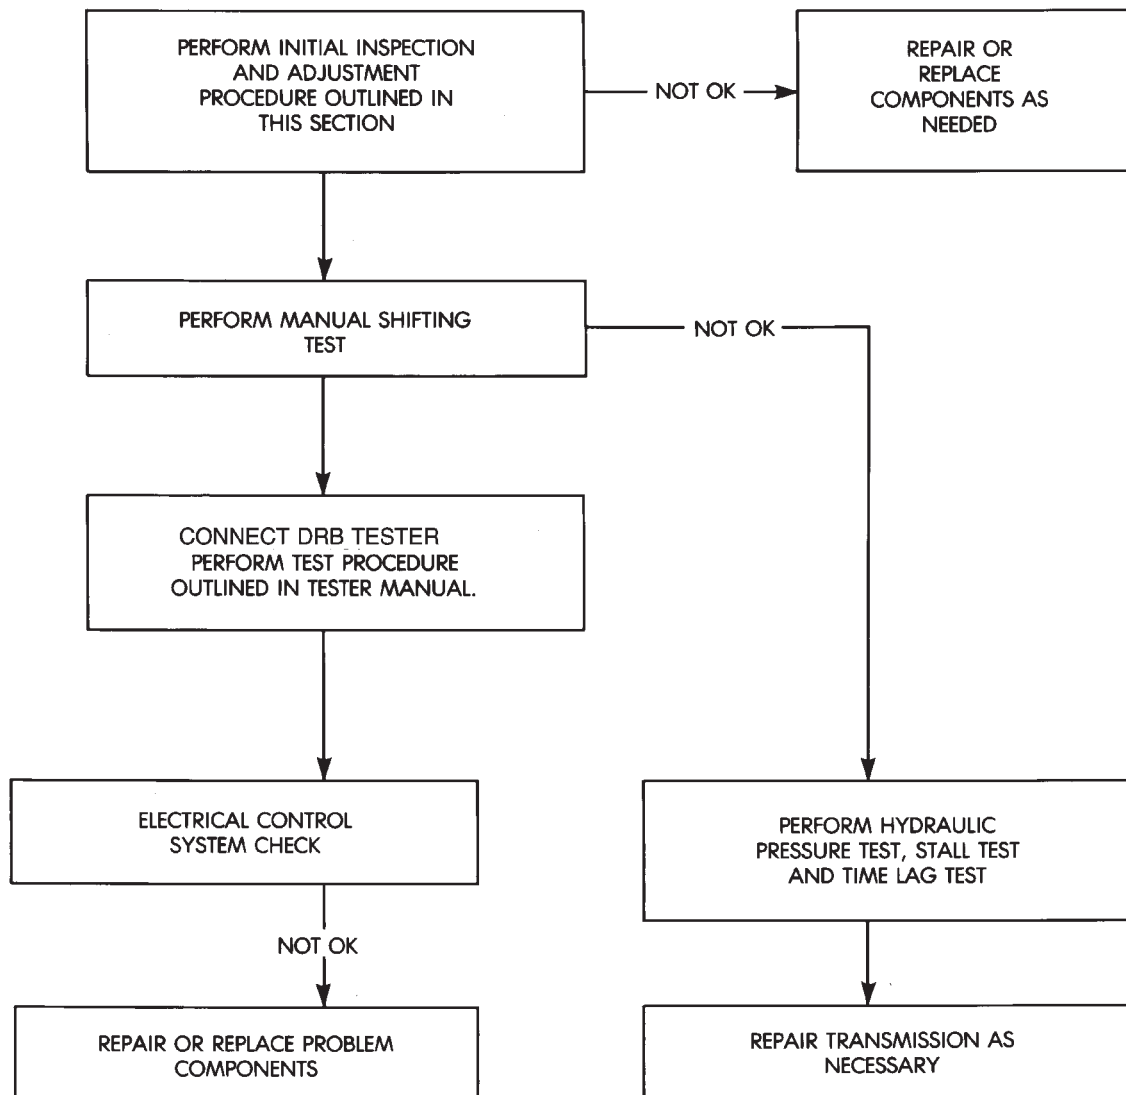 PERFORM INITIAL INSPECTION
AND ADJUSTMENT
PROCEDURE OUTLINED IN
THIS SECTION
NOT OK
REPAIR OR
REPLACE
COMPONENTS AS
NEEDED
PERFORM MANUAL SHIFTING
TEST
NOT OK
CONNECT DRB TESTER
PERFORM TEST PROCEDURE
OUTLINED IN TESTER MANUAL.
ELECTRICAL CONTROL
SYSTEM CHECK
PERFORM HYDRAULIC
PRESSURE TEST, STALL TEST
AND TIME LAG TEST
NOT OK
REPAIR OR REPLACE PROBLEM
COMPONENTS
REPAIR TRANSMISSION AS
NECESSARY